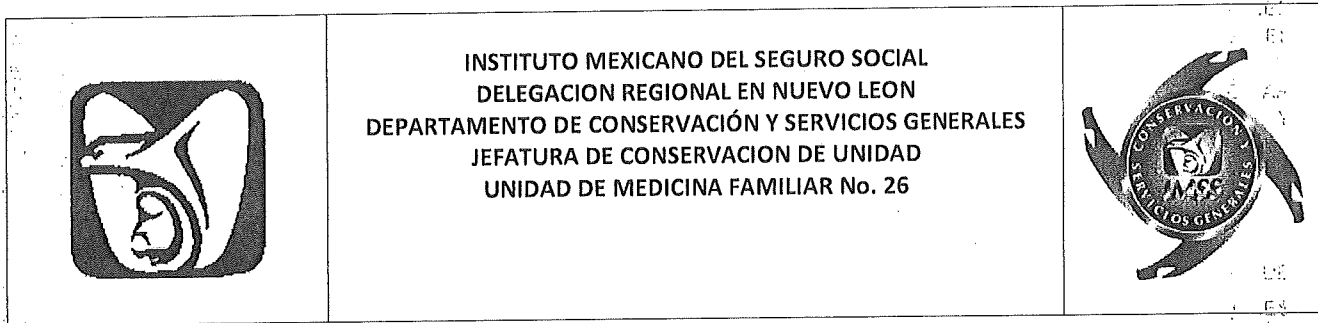 INSTITUTO MEXICANO DEL SEGURO SOCIAL
DELEGACION REGIONAL EN NUEVO LEON
DEPARTAMENTO DE CONSERVACIÓN Y SERVICIOS GENERALES
JEFATURA DE CONSERVACION DE UNIDAD
UNIDAD DE MEDICINA FAMILIAR No. 26
CONSERVACION Y
IMSS
SERVICIOS GENERALES